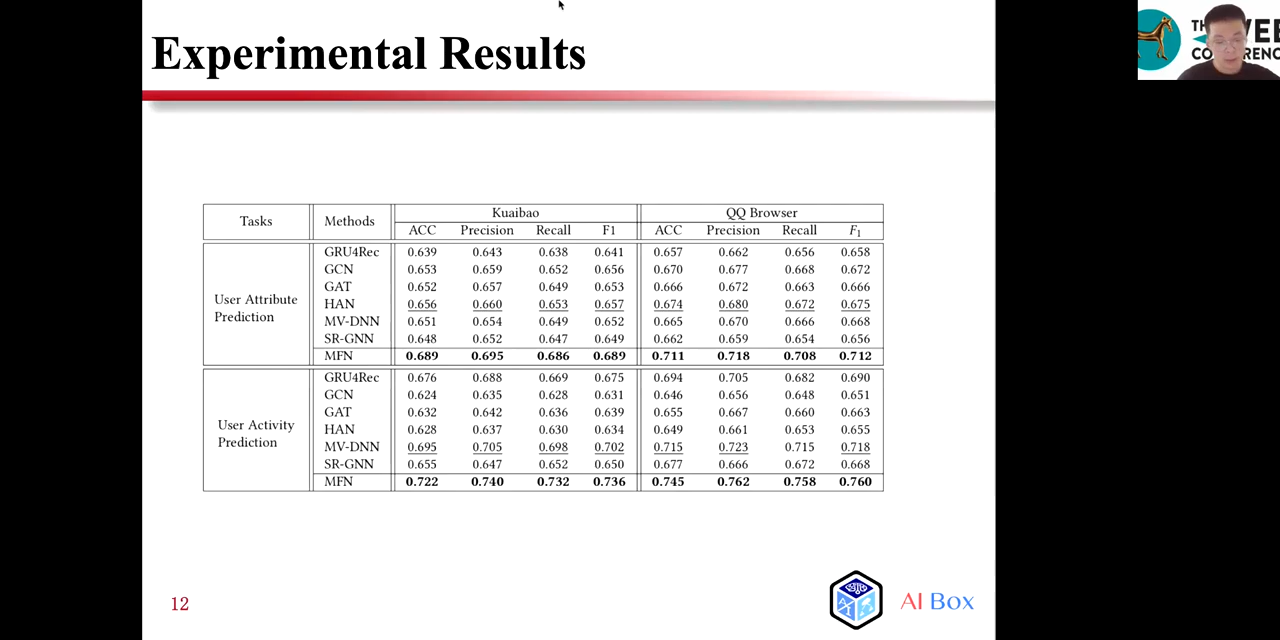 Experimental Results
Tasks Methods Kuaibao QQ Browser
ACC Precision Recall F1 ACC Precision Recall F1
User Attribute Prediction
GRU4Rec 0.639 0.643 0.638 0.641 0.657 0.662 0.656 0.658
GCN 0.653 0.659 0.652 0.656 0.670 0.677 0.668 0.672
GAT 0.652 0.657 0.649 0.653 0.666 0.672 0.663 0.666
HAN 0.656 0.660 0.653 0.657 0.674 0.680 0.672 0.675
MV-DNN 0.651 0.654 0.649 0.652 0.665 0.670 0.666 0.668
SR-GNN 0.648 0.652 0.647 0.649 0.662 0.659 0.654 0.656
MFN 0.689 0.695 0.686 0.689 0.711 0.718 0.708 0.712
User Activity Prediction
GRU4Rec 0.676 0.688 0.669 0.675 0.694 0.705 0.682 0.690
GCN 0.624 0.635 0.628 0.631 0.646 0.656 0.648 0.651
GAT 0.632 0.642 0.636 0.639 0.655 0.667 0.660 0.663
HAN 0.628 0.637 0.630 0.634 0.649 0.661 0.653 0.655
MV-DNN 0.695 0.705 0.698 0.702 0.715 0.723 0.715 0.718
SR-GNN 0.655 0.647 0.652 0.650 0.677 0.666 0.672 0.668
MFN 0.722 0.740 0.732 0.736 0.745 0.762 0.758 0.760
12
AI Box